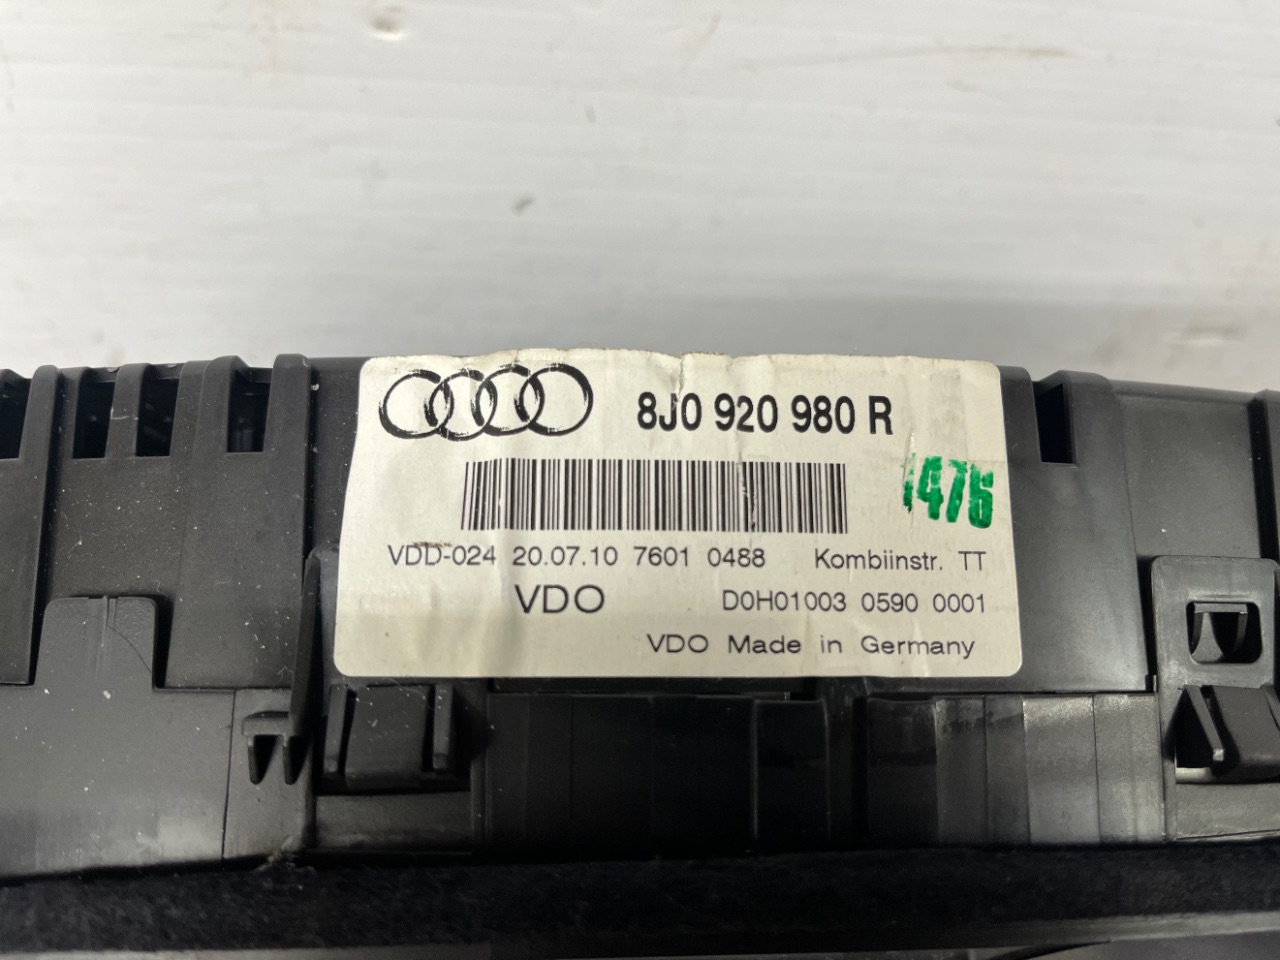 8J0 920 980 R
1476
VDD-024 20.07.10 7601 0488 Kombiinstr. TT
VDO D0H01003 0590 0001
VDO Made in Germany